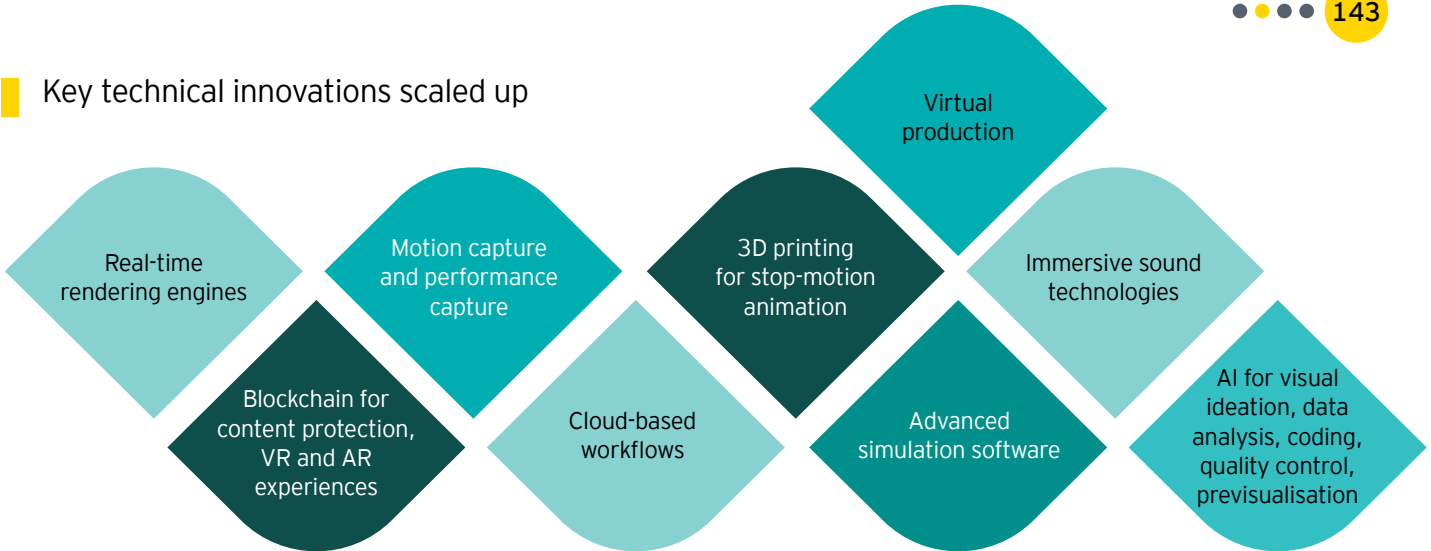 143
Key technical innovations scaled up
Virtual
production
Real-time
rendering engines
Motion capture
and performance
capture
3D printing
for stop-motion
animation
Immersive sound
technologies
Blockchain for
content protection,
VR and AR
experiences
Cloud-based
workflows
Advanced
simulation software
AI for visual
ideation, data
analysis, coding,
quality control,
previsualisation